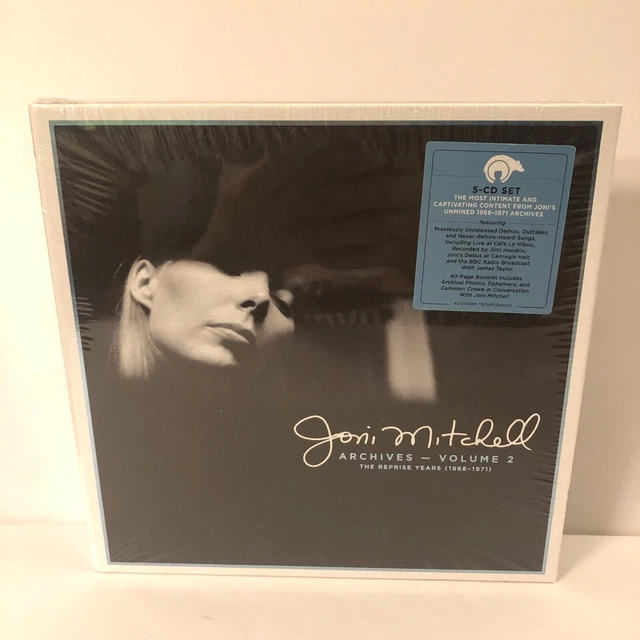 5-CD SET
THE MOST INTIMATE AND
CAPTIVATING CONTENT FROM JONI'S
UNMINED 1968-1971 ARCHIVES
featuring
Previously Unreleased Demos, Outtakes,
and Never-Before-Heard Songs,
Including Live at Café Le Hibou,
Recorded by Jimi Hendrix;
Joni's Debut at Carnegie Hall;
and the BBC Radio Broadcast
With James Taylor
40-Page Booklet Includes
Archival Photos, Ephemera, and
Cameron Crowe in Conversation
With Joni Mitchell
Joni Mitchell
ARCHIVES — VOLUME 2
THE REPRISE YEARS (1968-1971)